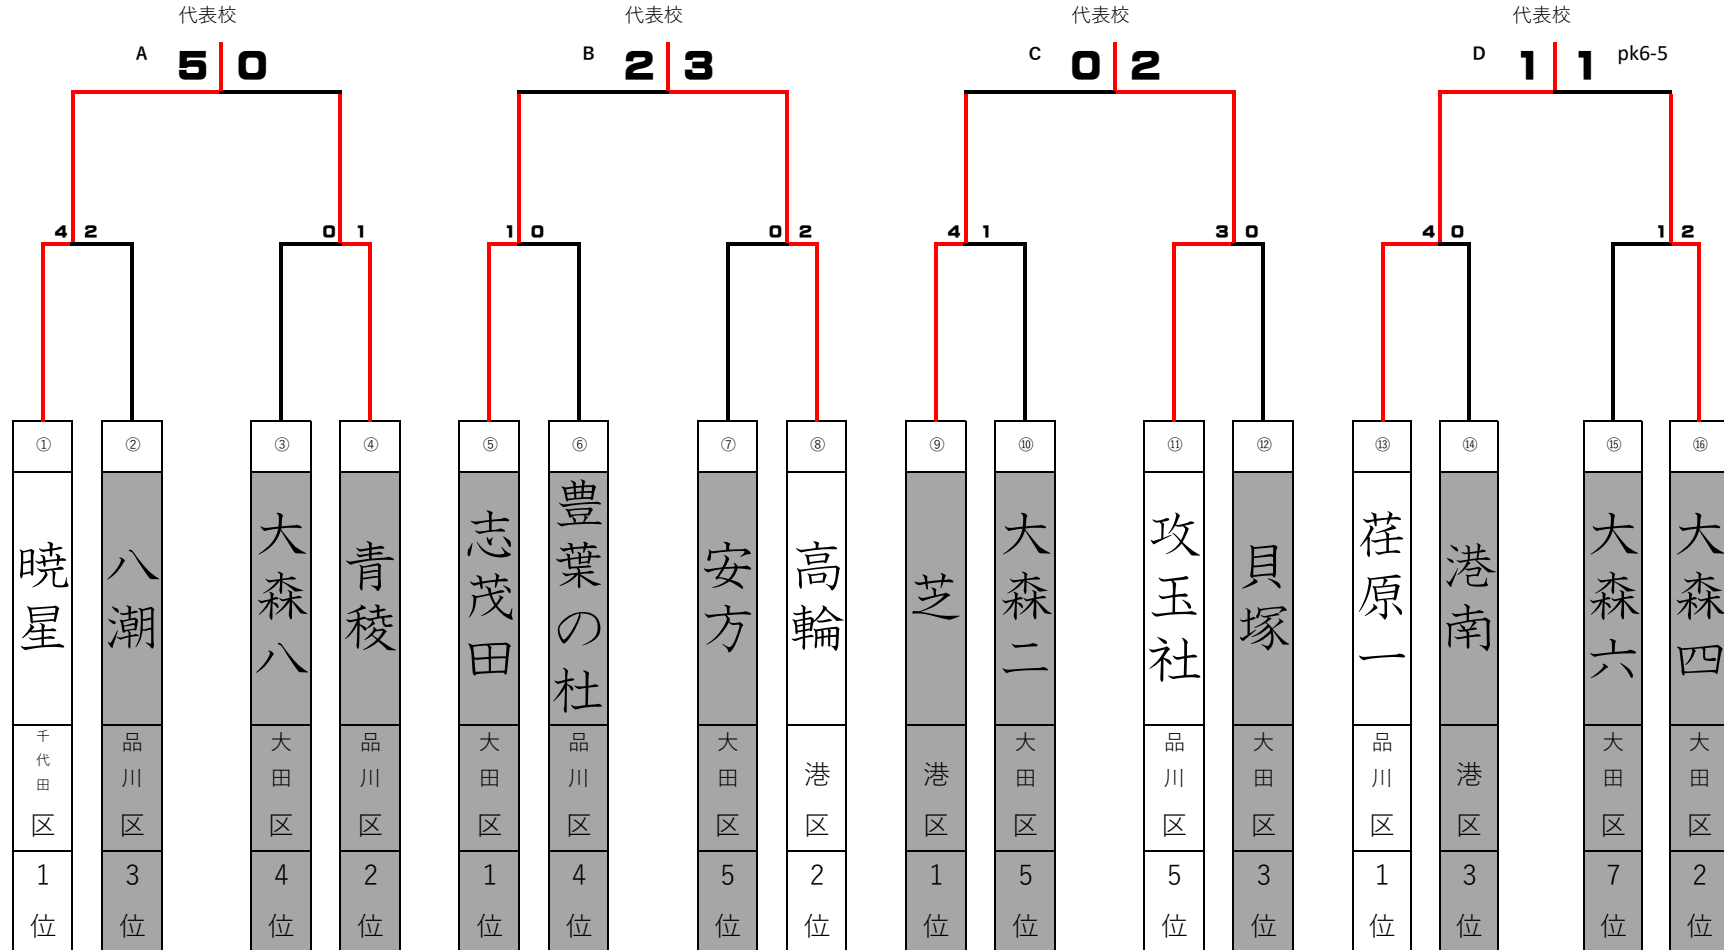 代表校 代表校 代表校 代表校
A 5 0 B 2 3 C 0 2 D 1 1 pk6-5
4 2 0 1 1 0 0 2 4 1 3 0 4 0 1 2
① ② ③ ④ ⑤ ⑥ ⑦ ⑧ ⑨ ⑩ ⑪ ⑫ ⑬ ⑭ ⑮ ⑯
暁星 八潮 大森八 青稜 志茂田 豊葉の杜 安方 高輪 芝 大森二 攻玉社 貝塚 荏原一 港南 大森六 大森四
千代田区 品川区 大田区 品川区 大田区 品川区 大田区 港区 港区 大田区 品川区 大田区 品川区 港区 大田区 大田区
1位 3位 4位 2位 1位 4位 5位 2位 1位 5位 5位 3位 1位 3位 7位 2位